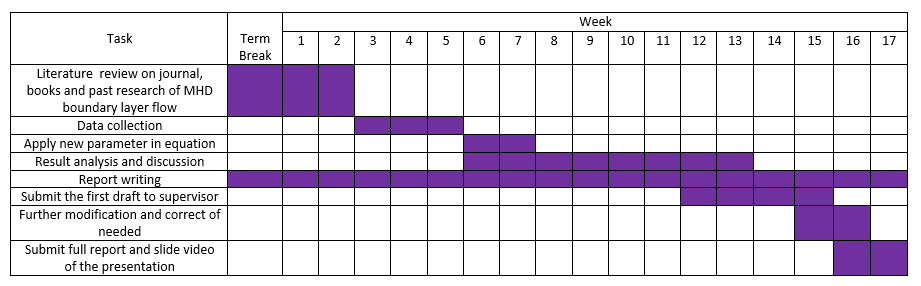 Task
Term
Break
Week
1 2 3 4 5 6 7 8 9 10 11 12 13 14 15 16 17
Literature review on journal,
books and past research of MHD
boundary layer flow
Data collection
Apply new parameter in equation
Result analysis and discussion
Report writing
Submit the first draft to supervisor
Further modification and correct of
needed
Submit full report and slide video
of the presentation